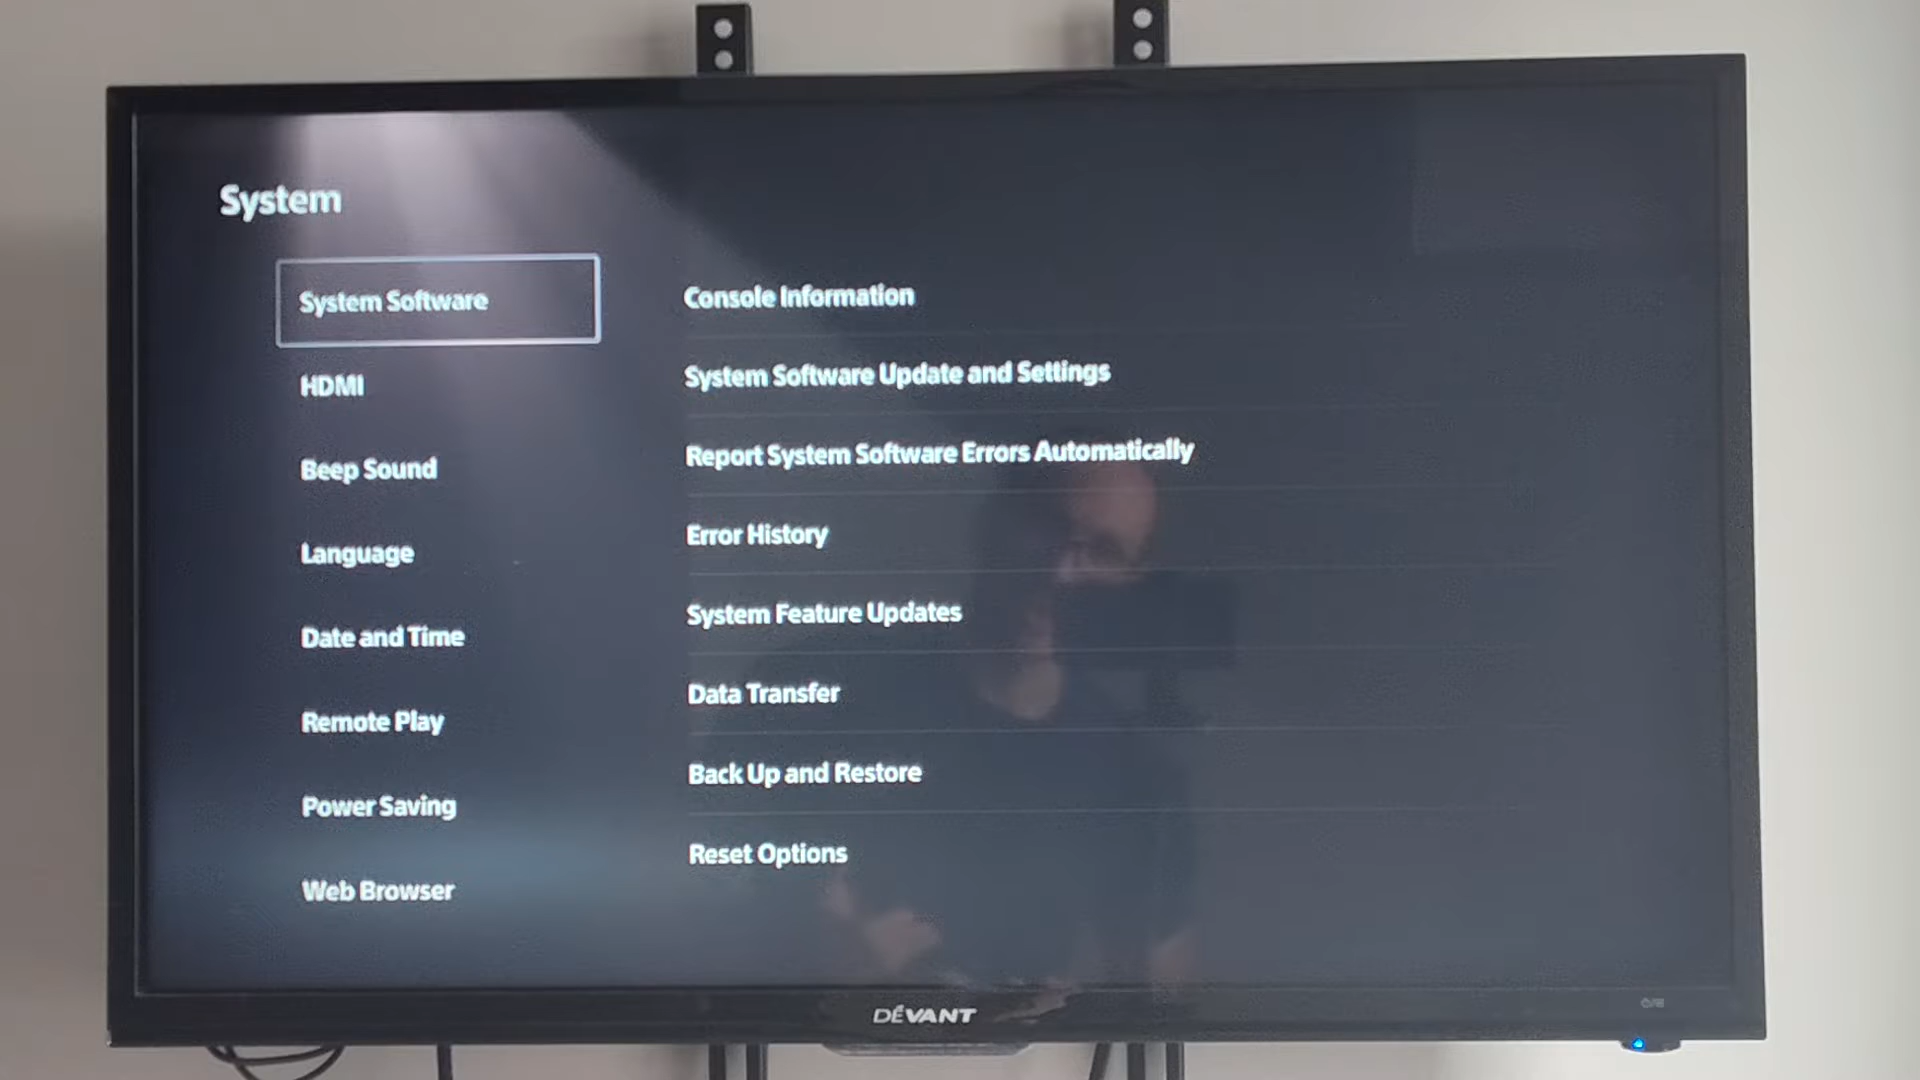 System
System Software
HDMI
Beep Sound
Language
Date and Time
Remote Play
Power Saving
Web Browser
Console Information
System Software Update and Settings
Report System Software Errors Automatically
Error History
System Feature Updates
Data Transfer
Back Up and Restore
Reset Options
DÉVANT